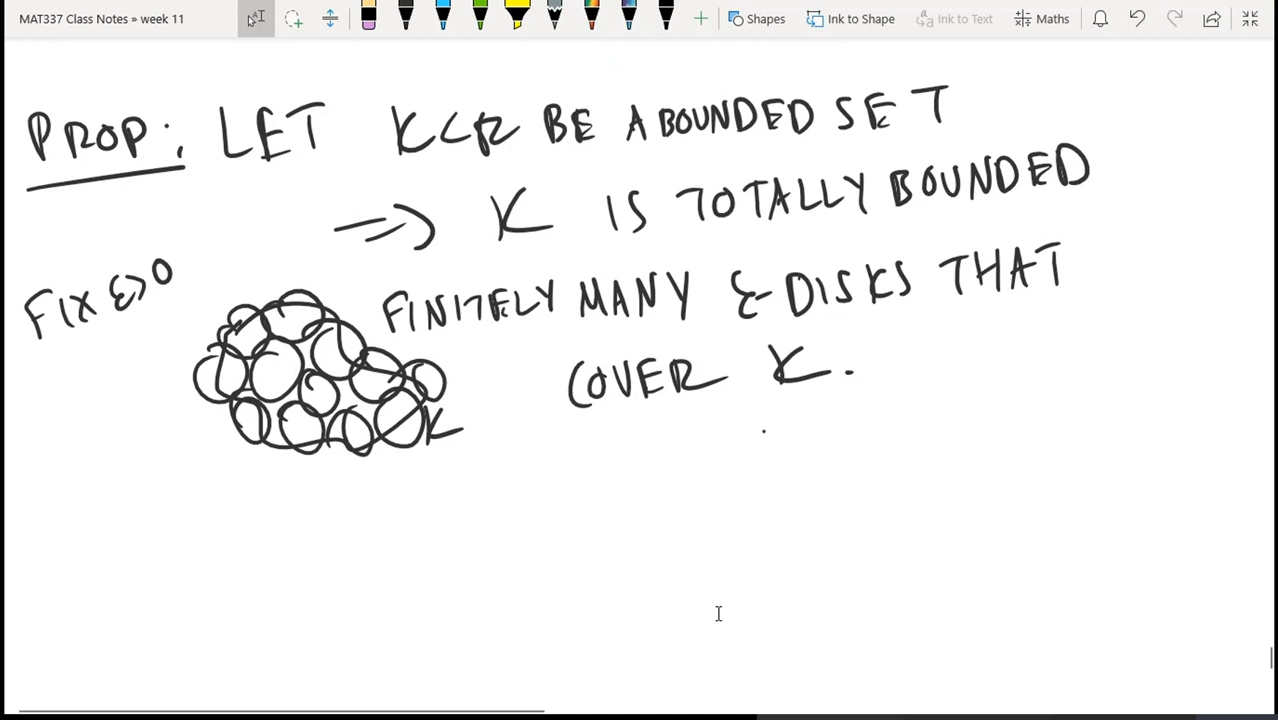 MAT337 Class Notes » week 11
Shapes
Ink to Shape
Ink to Text
Maths
PROP: LET K⊂ℝ BE A BOUNDED SET
⇒ K IS TOTALLY BOUNDED
FIX ε>0
FINITELY MANY ε-DISKS THAT
COVER K.
K